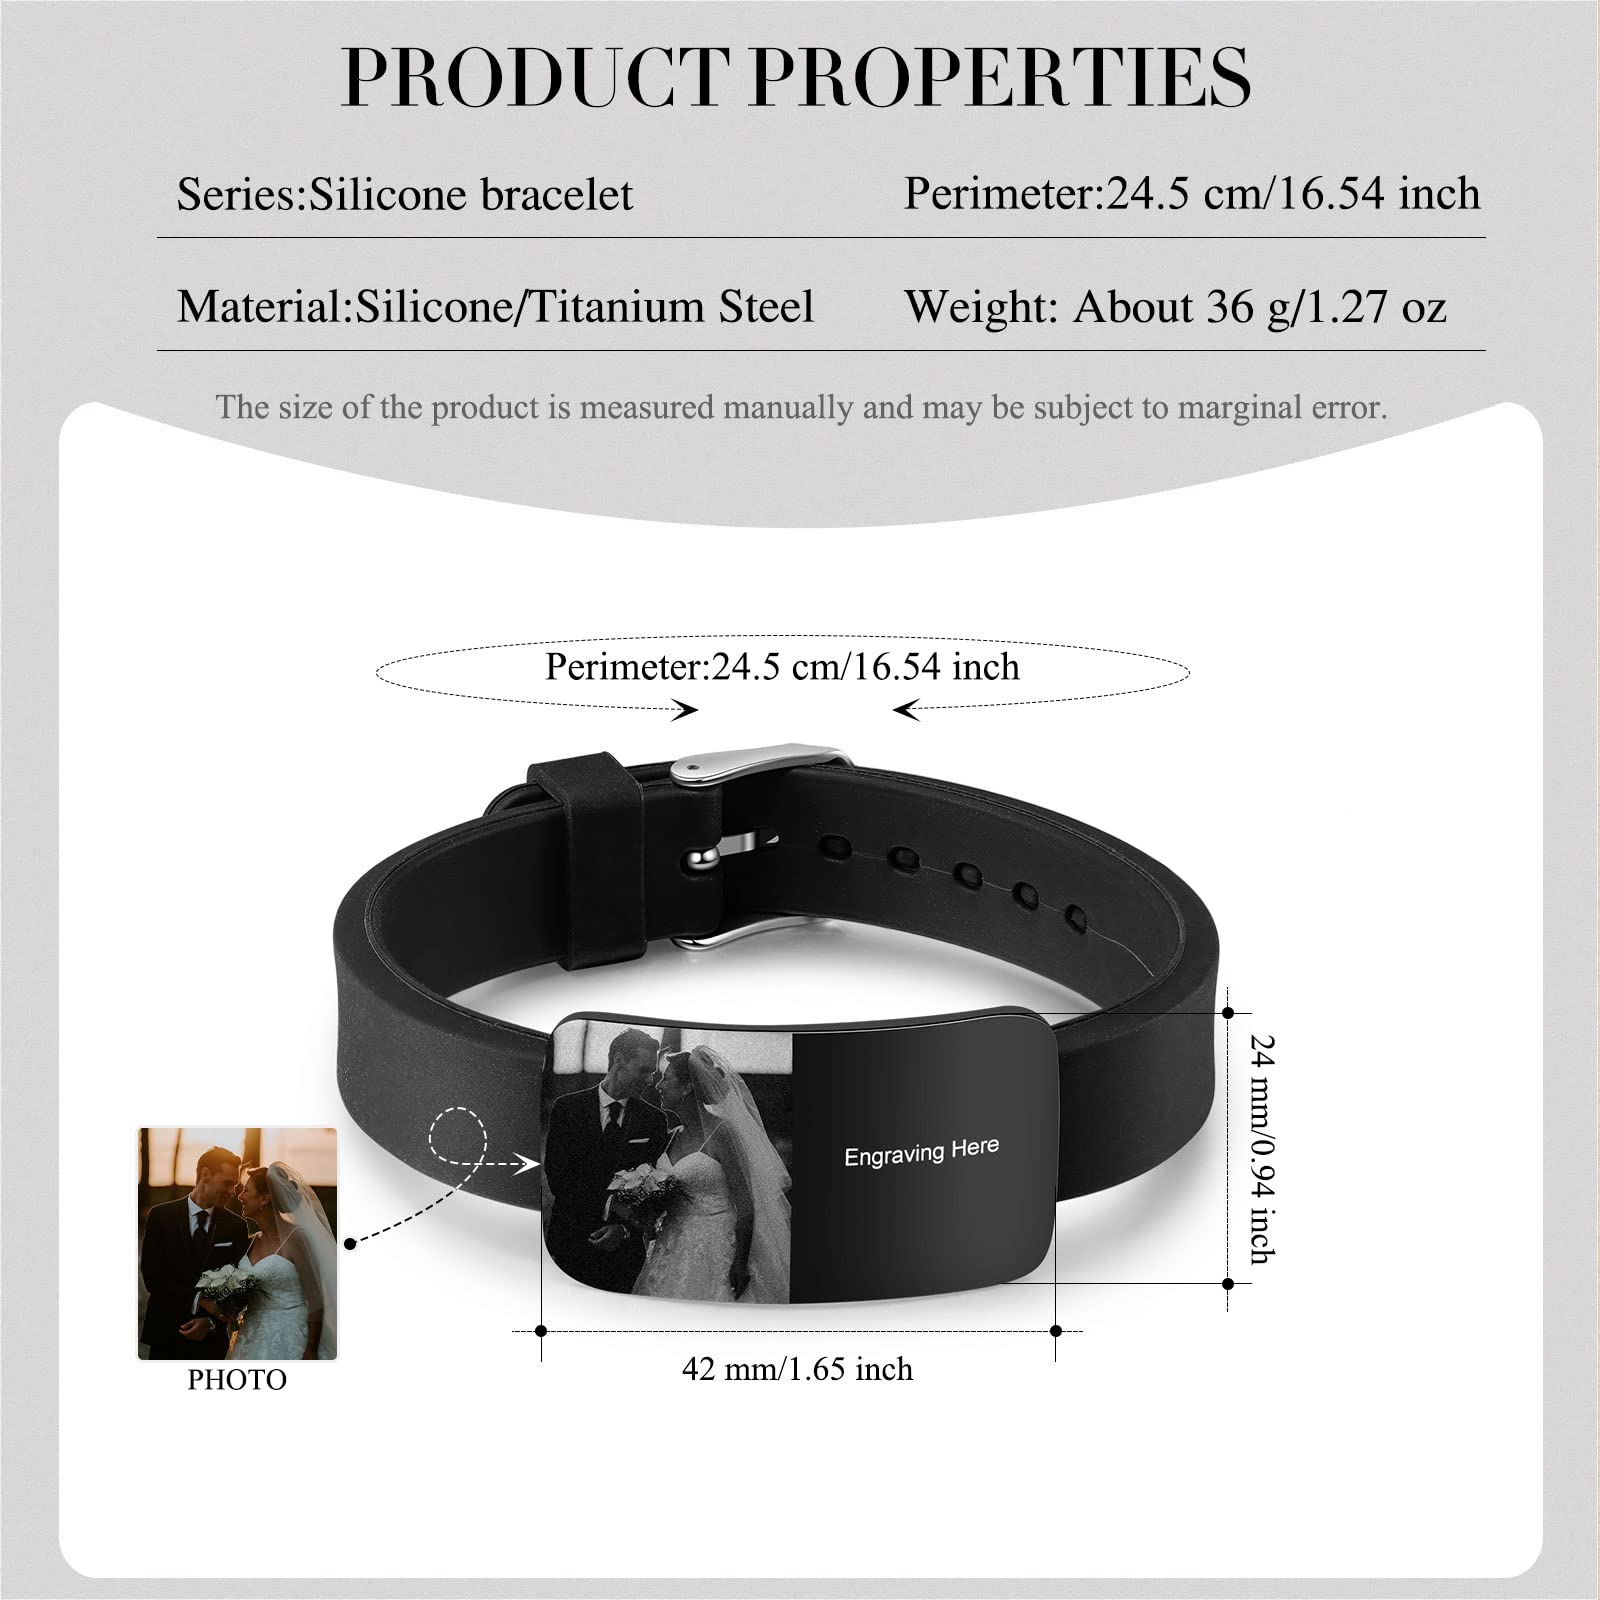 PRODUCT PROPERTIES
Series:Silicone bracelet
Perimeter:24.5 cm/16.54 inch
Material:Silicone/Titanium Steel
Weight: About 36 g/1.27 oz
The size of the product is measured manually and may be subject to marginal error.
Perimeter:24.5 cm/16.54 inch
24 mm/0.94 inch
Engraving Here
42 mm/1.65 inch
PHOTO